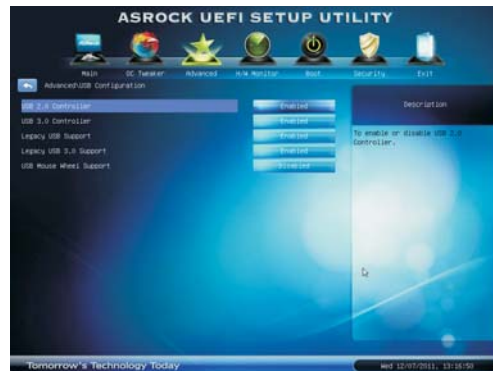 ASROCK UEFI SETUP UTILITY
Main OC Tweaker Advanced H/W Monitor Boot Security Exit
Advanced\USB Configuration
USB 2.0 Controller Enabled
USB 3.0 Controller Enabled
Legacy USB Support Enabled
Legacy USB 3.0 Support Enabled
USB Mouse Wheel Support Disabled
Description
To enable or disable USB 2.0
Controller.
Tomorrow's Technology Today
Wed 12/07/2011, 13:16:50